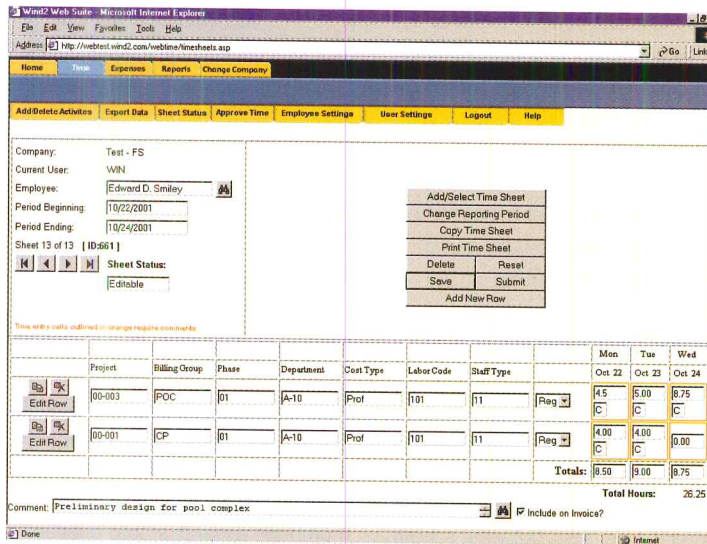 Wind2 Web Suite - Microsoft Internet Explorer
File Edit View Favorites Tools Help
Address http://webtest.wind2.com/webtime/timesheets.asp Go Link
Home Time Expenses Reports Change Company
Add/Delete Activites Export Data Sheet Status Approve Time Employee Settings User Settings Logout Help
Company: Test - FS
Current User: WIN
Employee: Edward D. Smiley
Period Beginning: 10/22/2001
Period Ending: 10/24/2001
Sheet 13 of 13 [ID:661 ]
Sheet Status:
Editable
Add/Select Time Sheet
Change Reporting Period
Copy Time Sheet
Print Time Sheet
Delete Reset
Save Submit
Add New Row
Time entry cells outlined in orange require comments
Mon Tue Wed
Project Billing Group Phase Department Cost Type Labor Code Staff Type Oct 22 Oct 23 Oct 24
Edit Row 00-003 POC 01 A-10 Prof 101 11 Reg 4.5 5.00 8.75
C C C
Edit Row 00-001 CP 01 A-10 Prof 101 11 Reg 4.00 4.00 0.00
C C
Totals: 8.50 9.00 8.75
Total Hours: 26.25
Comment: Preliminary design for pool complex Include on Invoice?
Done Internet